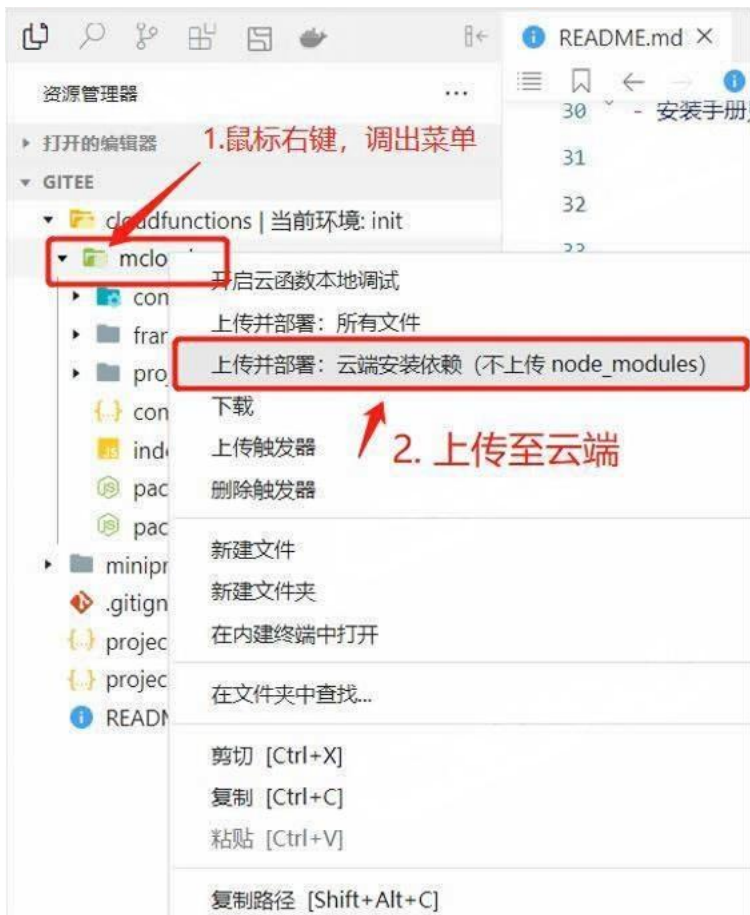 README.md
资源管理器
...
30 - 安装手册
打开的编辑器
1.鼠标右键，调出菜单
31
GITEE
32
cloudfunctions | 当前环境: init
33
mclo
开启云函数本地调试
con
上传并部署：所有文件
fran
上传并部署：云端安装依赖（不上传 node_modules）
pro
下载
con
上传触发器
2. 上传至云端
inde
删除触发器
pac
pac
新建文件
minipr
新建文件夹
.gitign
在内建终端中打开
projec
projec
在文件夹中查找...
READM
剪切 [Ctrl+X]
复制 [Ctrl+C]
粘贴 [Ctrl+V]
复制路径 [Shift+Alt+C]